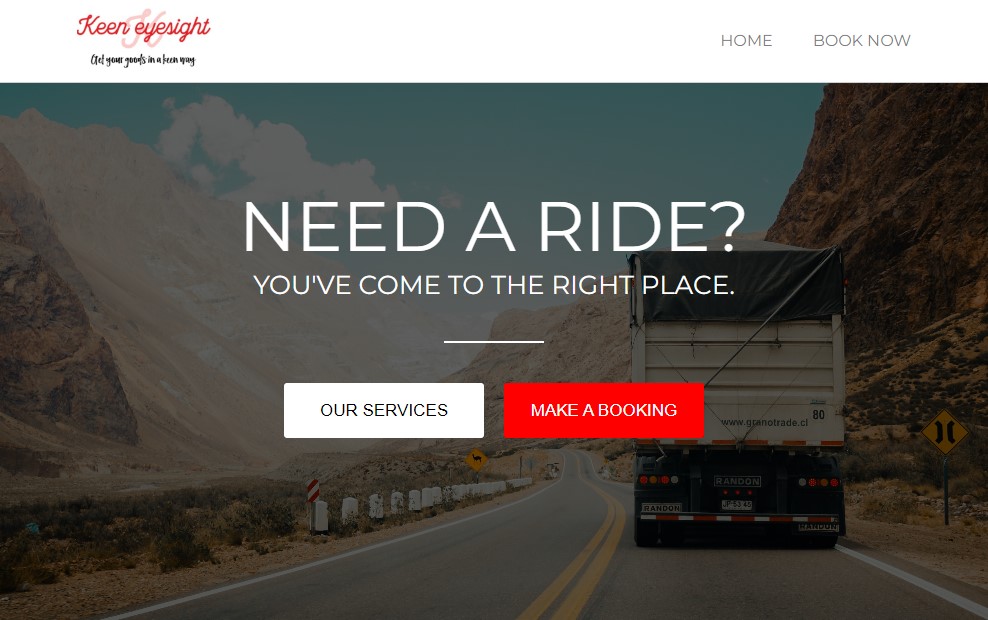 Keen eyesight
Get your goods in a keen way
HOME
BOOK NOW
NEED A RIDE?
YOU'VE COME TO THE RIGHT PLACE.
OUR SERVICES
MAKE A BOOKING
www.granotrade.cl
80
RANDON
RANDON
RANDON